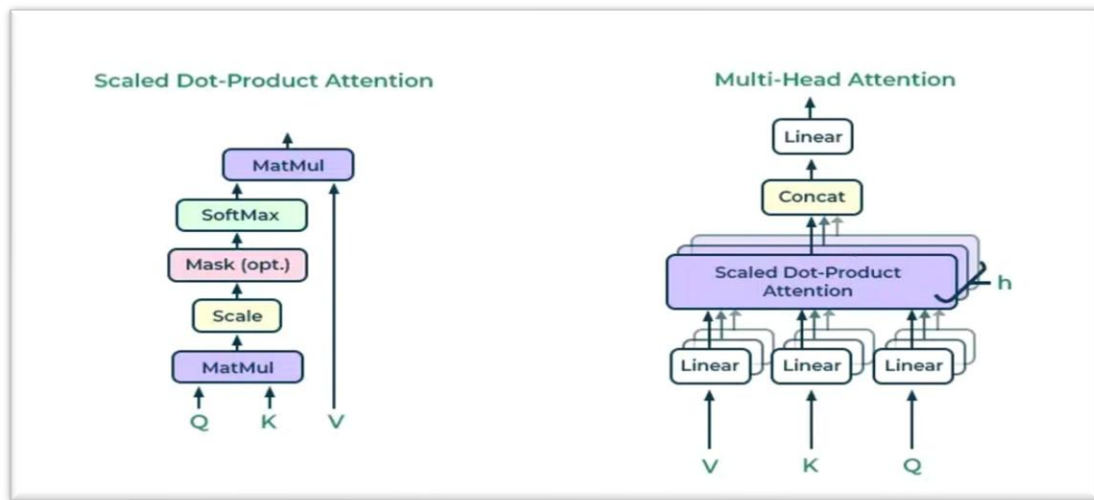 Scaled Dot-Product Attention
MatMul
SoftMax
Mask (opt.)
Scale
MatMul
Q K V
Multi-Head Attention
Linear
Concat
Scaled Dot-Product
Attention
h
Linear Linear Linear
V K Q